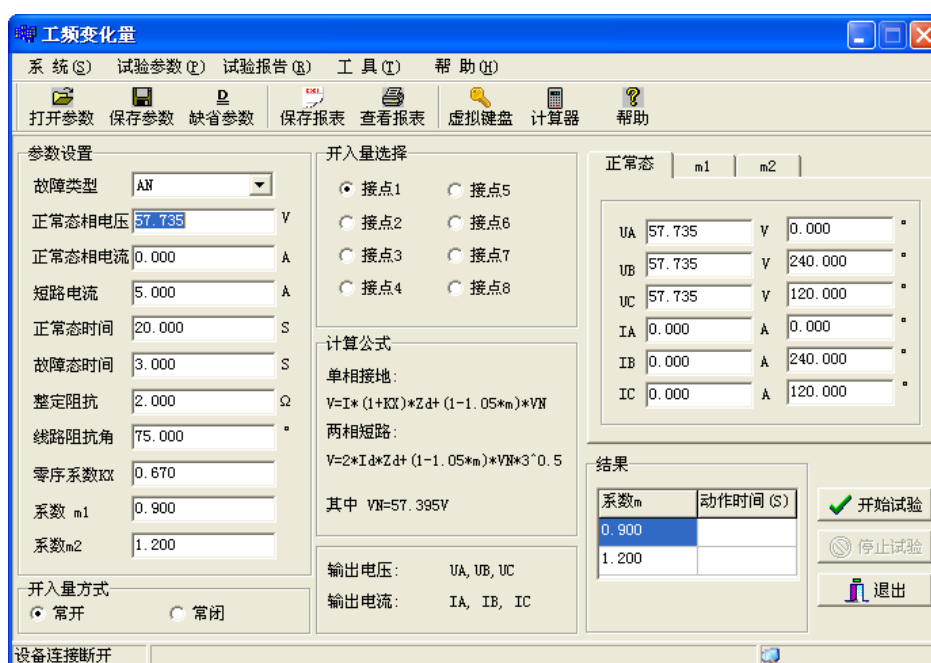 工频变化量
系 统(S) 试验参数(P) 试验报告(R) 工 具(T) 帮 助(H)
打开参数 保存参数 缺省参数 保存报表 查看报表 虚拟键盘 计算器 帮助
参数设置
故障类型 AN
正常态相电压 57.735 V
正常态相电流 0.000 A
短路电流 5.000 A
正常态时间 20.000 S
故障态时间 3.000 S
整定阻抗 2.000 Ω
线路阻抗角 75.000 °
零序系数KX 0.670
系数 m1 0.900
系数m2 1.200
开入量方式
常开 常闭
开入量选择
接点1 接点5
接点2 接点6
接点3 接点7
接点4 接点8
计算公式
单相接地:
V=I*(1+KX)*Zd+(1-1.05*m)*VN
两相短路:
V=2*Id*Zd+(1-1.05*m)*VN*3^0.5
其中 VN=57.395V
输出电压: UA,UB,UC
输出电流: IA, IB, IC
正常态 m1 m2
UA 57.735 V 0.000 °
UB 57.735 V 240.000 °
UC 57.735 V 120.000 °
IA 0.000 A 0.000 °
IB 0.000 A 240.000 °
IC 0.000 A 120.000 °
结果
系数m 动作时间(S)
0.900
1.200
开始试验
停止试验
退出
设备连接断开